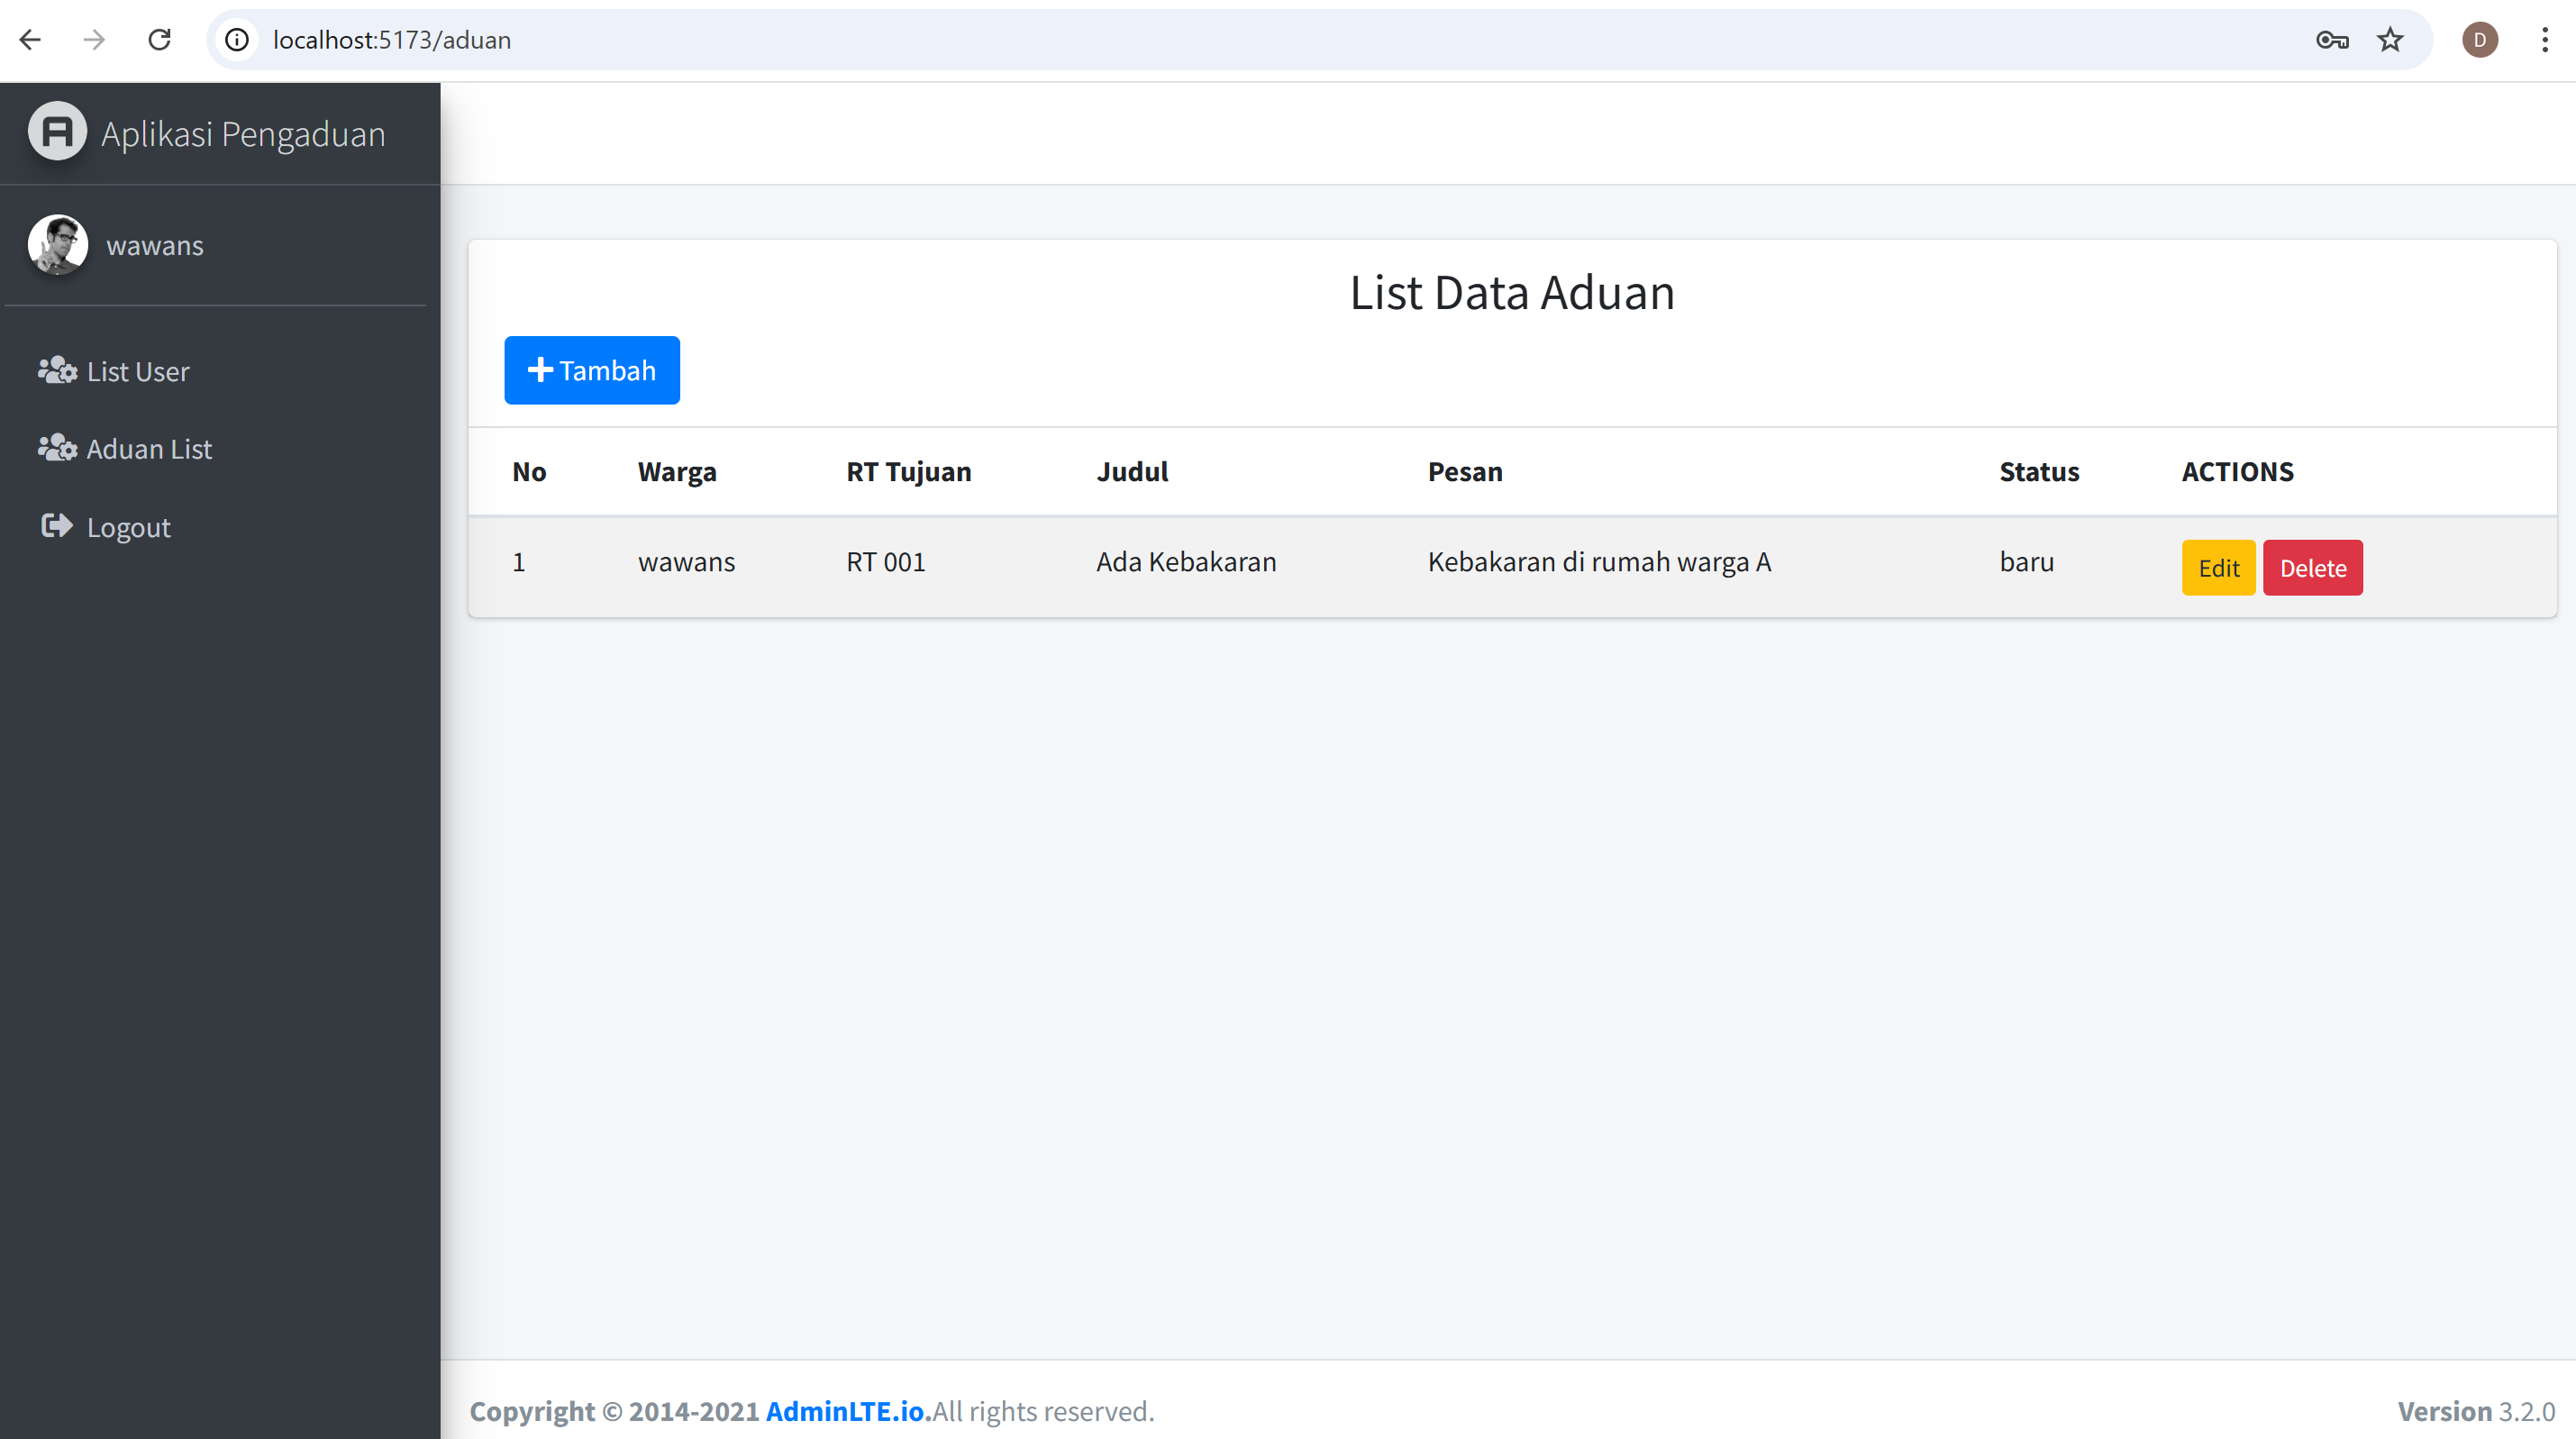 localhost:5173/aduan
D
Aplikasi Pengaduan
wawans
List User
Aduan List
Logout
List Data Aduan
Tambah
No Warga RT Tujuan Judul Pesan Status ACTIONS
1 wawans RT 001 Ada Kebakaran Kebakaran di rumah warga A baru Edit Delete
Copyright © 2014-2021 AdminLTE.io.All rights reserved.
Version 3.2.0